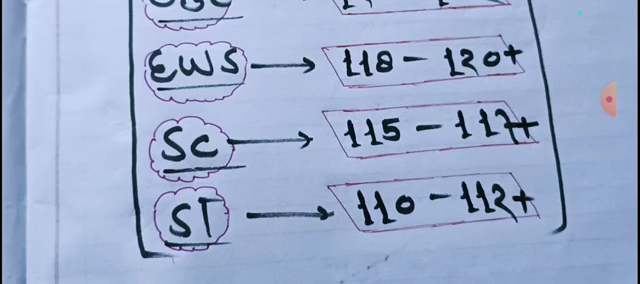 EWS → 118 - 120+
SC → 115 - 117+
ST → 110 - 112+